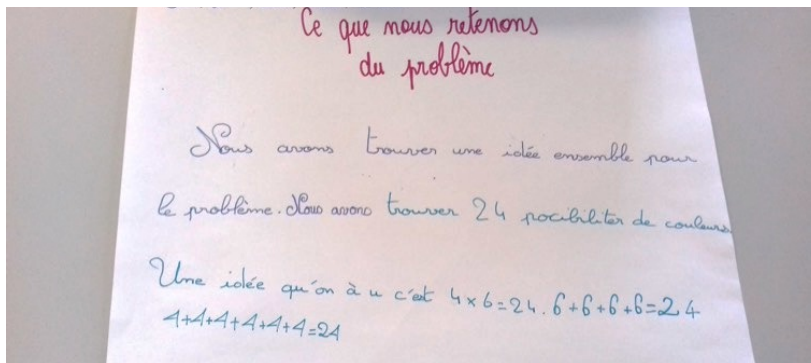 Ce que nous retenons
du problème
Nous avons trouver une idée ensemble pour
le problème. Nous avons trouver 24 pocibiliter de couleurs
Une idée qu'on à u c'est 4 x 6 = 24. 6+6+6+6=24
4+4+4+4+4+4=24